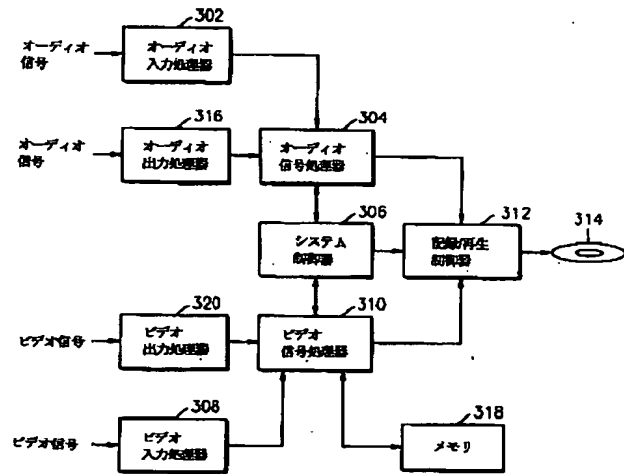 302
オーディオ
信号
オーディオ
入力処理器
316
オーディオ
信号
オーディオ
出力処理器
304
オーディオ
信号処理器
306
システム
制御器
312
記録/再生
制御器
314
320
ビデオ信号
ビデオ
出力処理器
310
ビデオ
信号処理器
308
ビデオ信号
ビデオ
入力処理器
318
メモリ